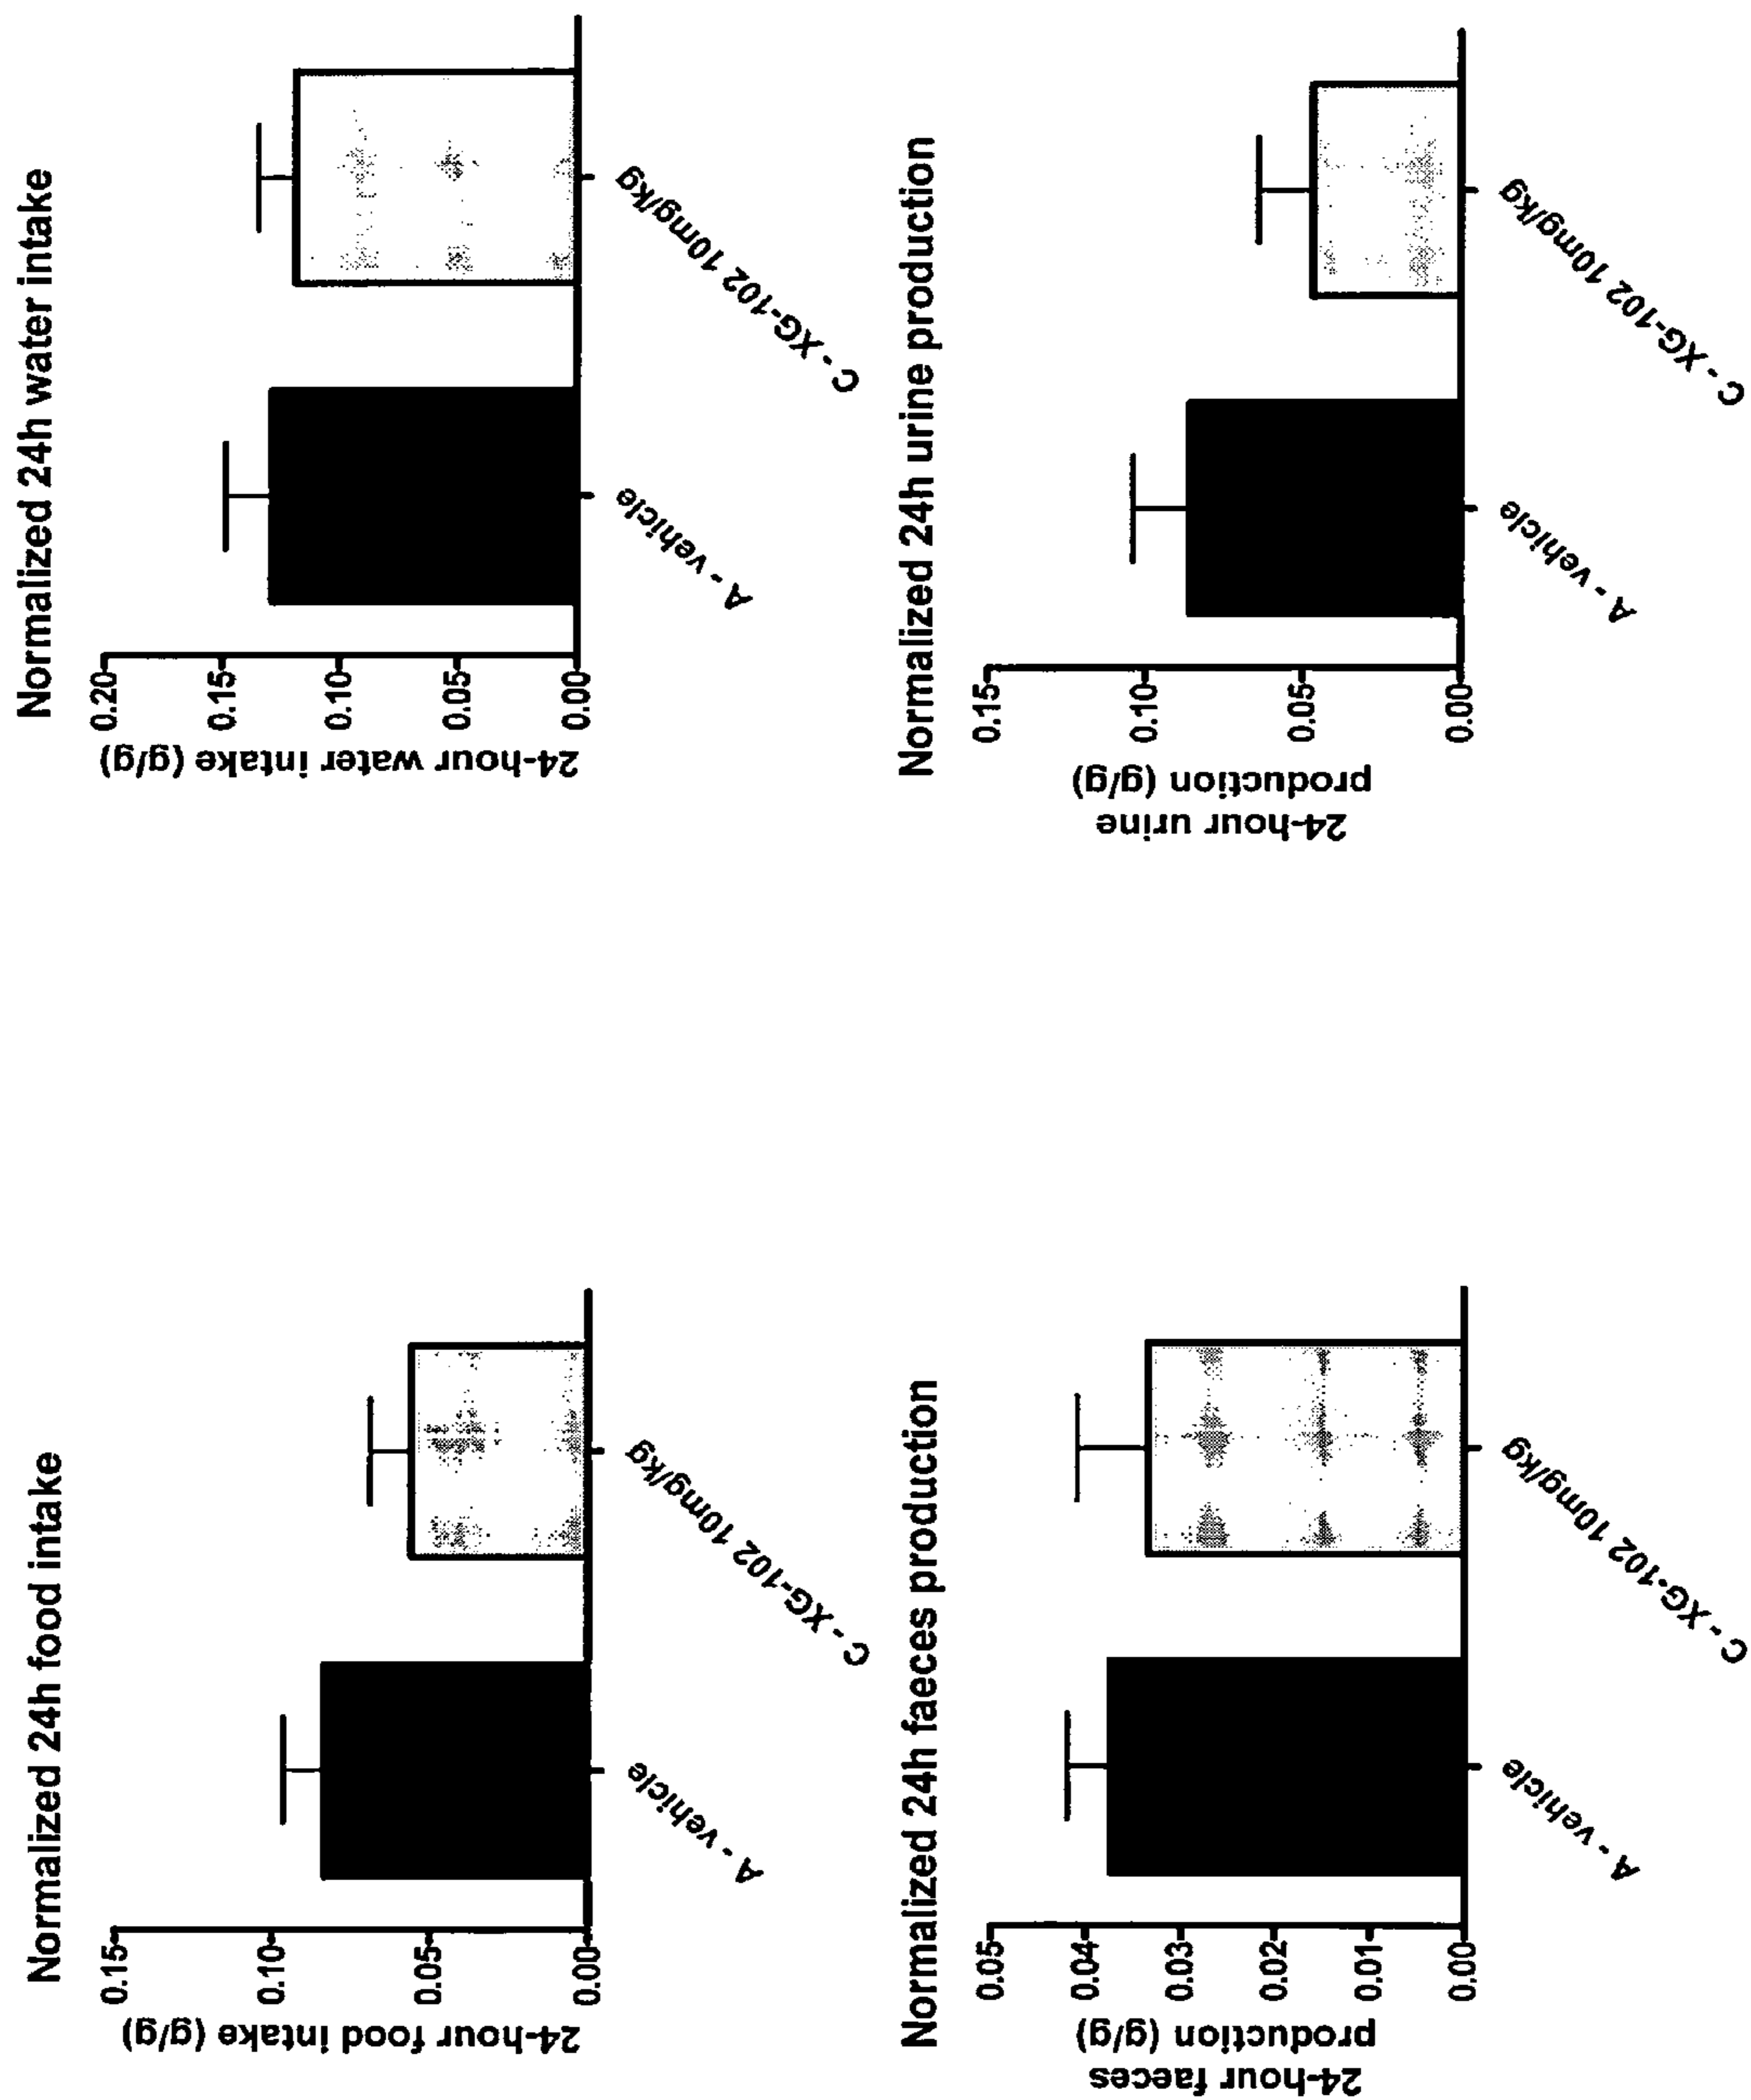 Normalized 24h food intake
24-hour food intake (g/g)
0.15
0.10
0.05
0.00
A - vehicle
C - XG-102 10mg/kg
Normalized 24h water intake
24-hour water intake (g/g)
0.20
0.15
0.10
0.05
0.00
A - vehicle
C - XG-102 10mg/kg
Normalized 24h faeces production
24-hour faeces
production (g/g)
0.05
0.04
0.03
0.02
0.01
0.00
A - vehicle
C - XG-102 10mg/kg
Normalized 24h urine production
24-hour urine
production (g/g)
0.15
0.10
0.05
0.00
A - vehicle
C - XG-102 10mg/kg